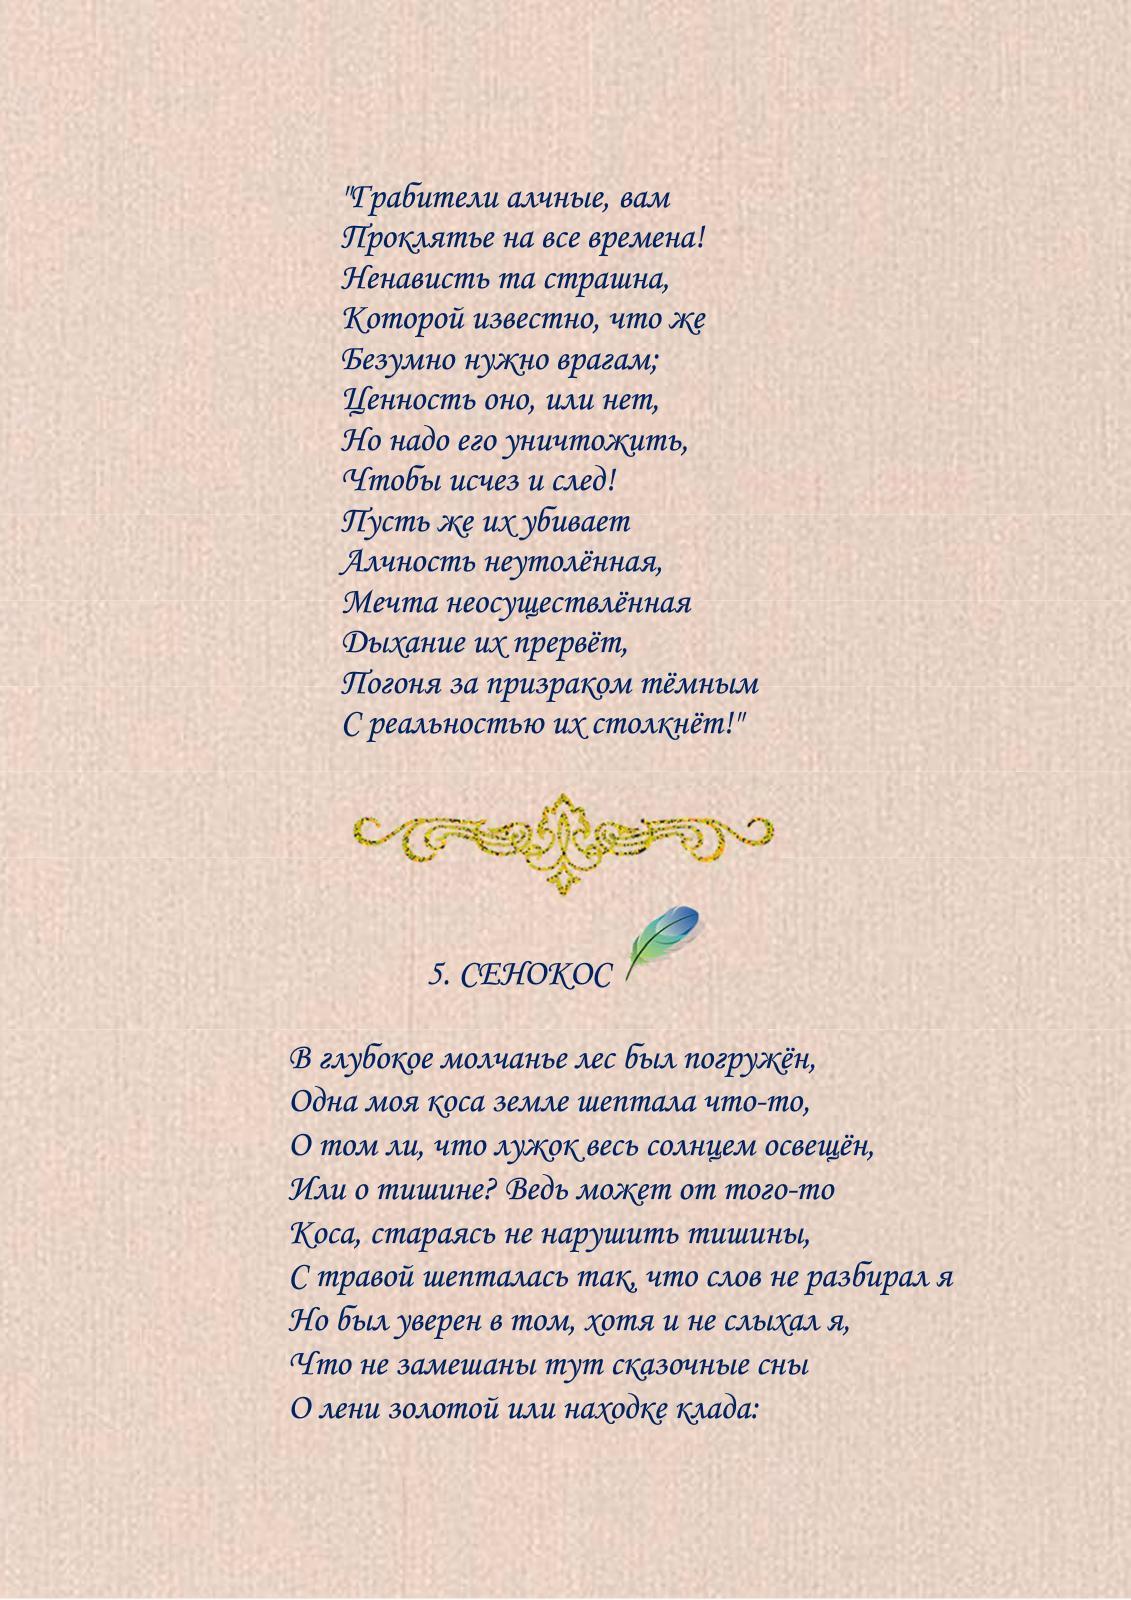 "Грабители алчные, вам
Проклятье на все времена!
Ненависть та страшна,
Которой известно, что же
Безумно нужно врагам;
Ценность оно, или нет,
Но надо его уничтожить,
Чтобы исчез и след!
Пусть же их убивает
Алчность неутолённая,
Мечта неосуществлённая
Дыхание их прервёт,
Погоня за призраком тёмным
С реальностью их столкнёт!"
5. СЕНОКОС
В глубокое молчанье лес был погружён,
Одна моя коса земле шептала что-то,
О том ли, что лужок весь солнцем освещён,
Или о тишине? Ведь может от того-то
Коса, стараясь не нарушить тишины,
С травой шепталась так, что слов не разбирал я
Но был уверен в том, хотя и не слыхал я,
Что не замешаны тут сказочные сны
О лени золотой или находке клада: